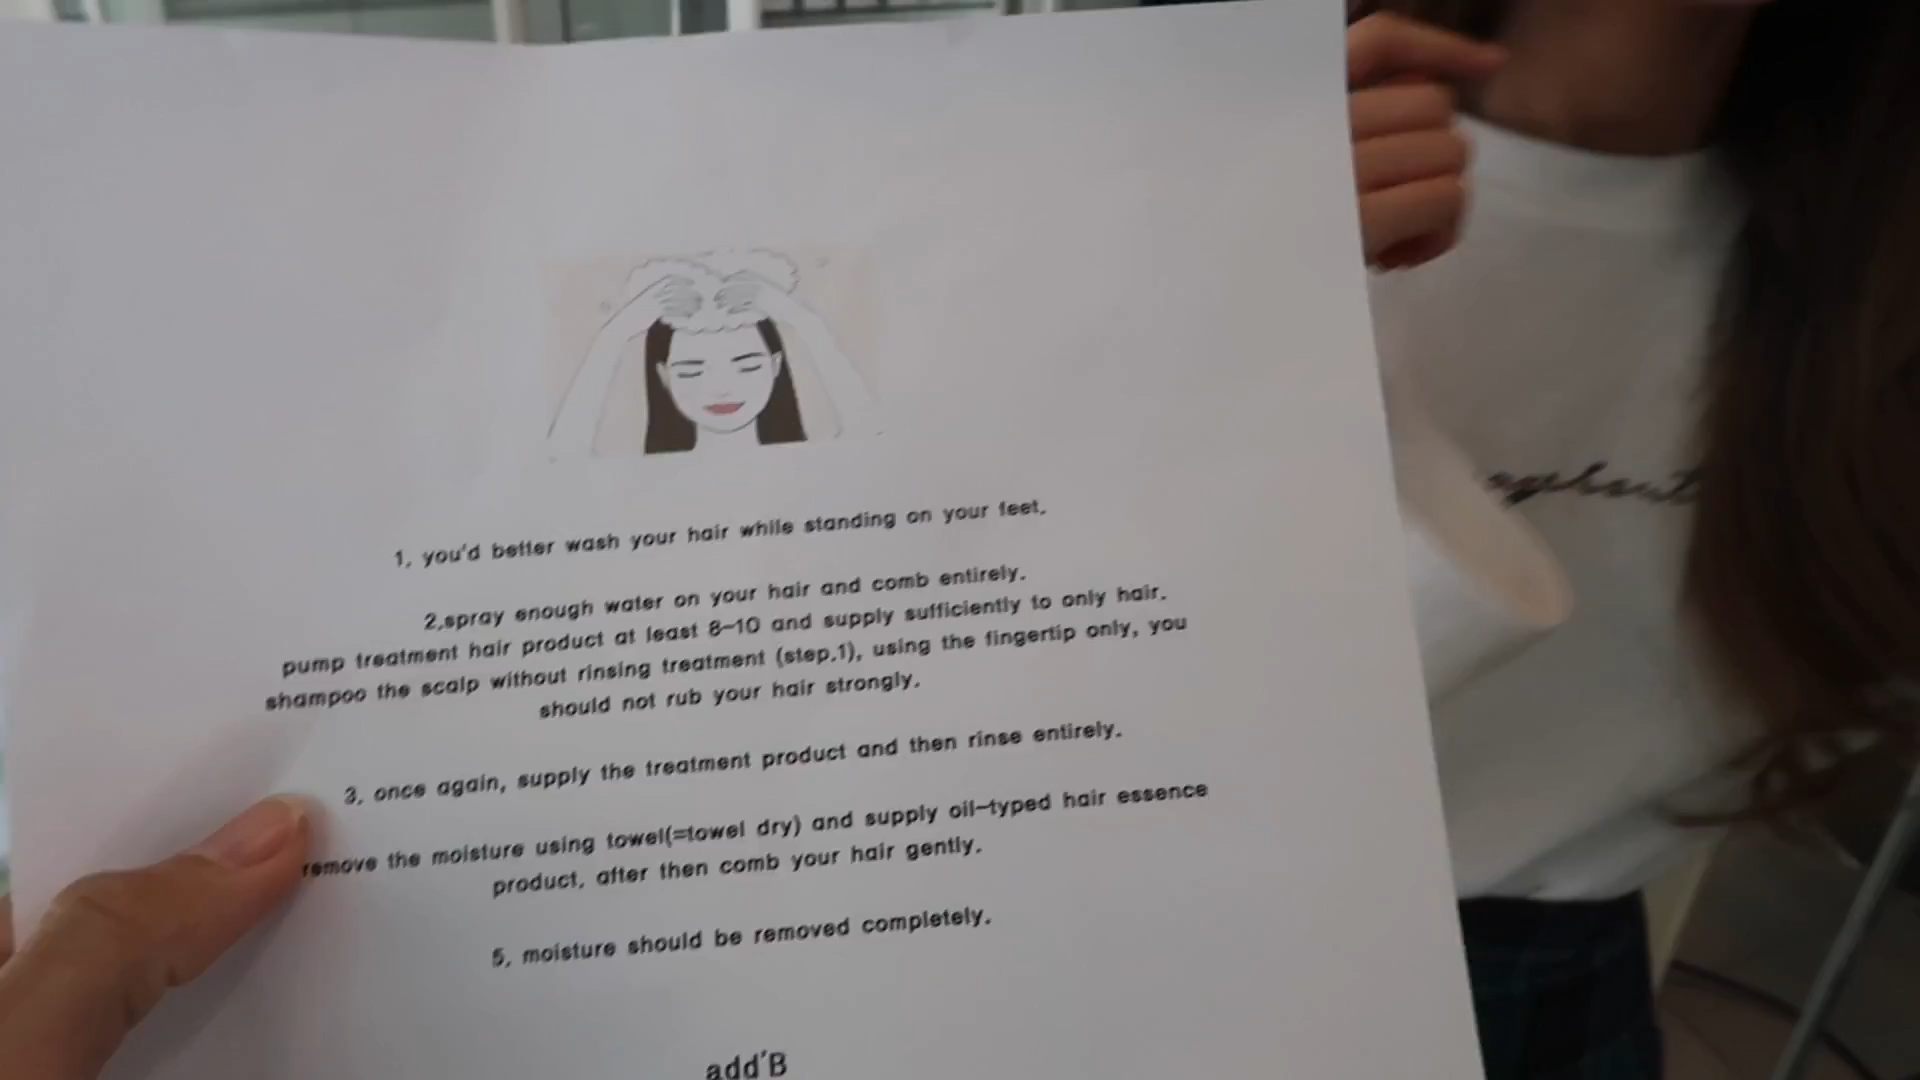 1. you'd better wash your hair while standing on your feet.
2.spray enough water on your hair and comb entirely.
pump treatment hair product at least 8-10 and supply sufficiently to only hair.
shampoo the scalp without rinsing treatment (step.1), using the fingertip only, you
should not rub your hair strongly.
3. once again, supply the treatment product and then rinse entirely.
remove the moisture using towel(=towel dry) and supply oil-typed hair essence
product. after then comb your hair gently.
5. moisture should be removed completely.
add'B